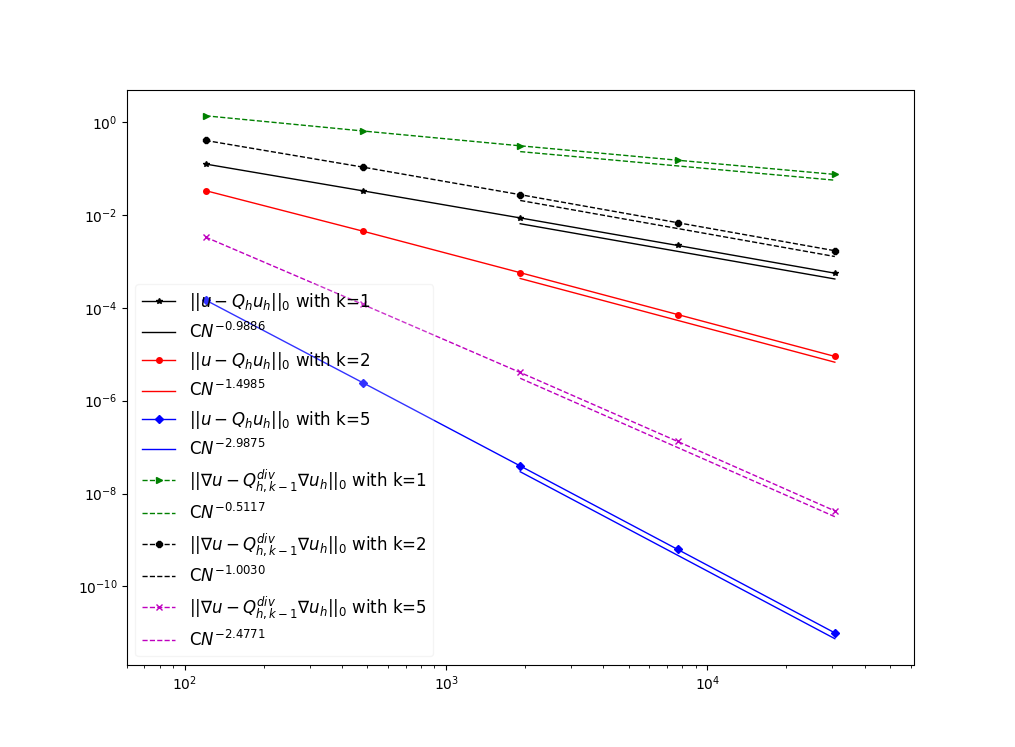 10^0
10^{-2}
10^{-4}
10^{-6}
10^{-8}
10^{-10}
||u − Q_h u_h||_0 with k=1
CN^{−0.9886}
||u − Q_h u_h||_0 with k=2
CN^{−1.4985}
||u − Q_h u_h||_0 with k=5
CN^{−2.9875}
||∇u − Q_{h,k−1}^{div}∇u_h||_0 with k=1
CN^{−0.5117}
||∇u − Q_{h,k−1}^{div}∇u_h||_0 with k=2
CN^{−1.0030}
||∇u − Q_{h,k−1}^{div}∇u_h||_0 with k=5
CN^{−2.4771}
10^2 10^3 10^4